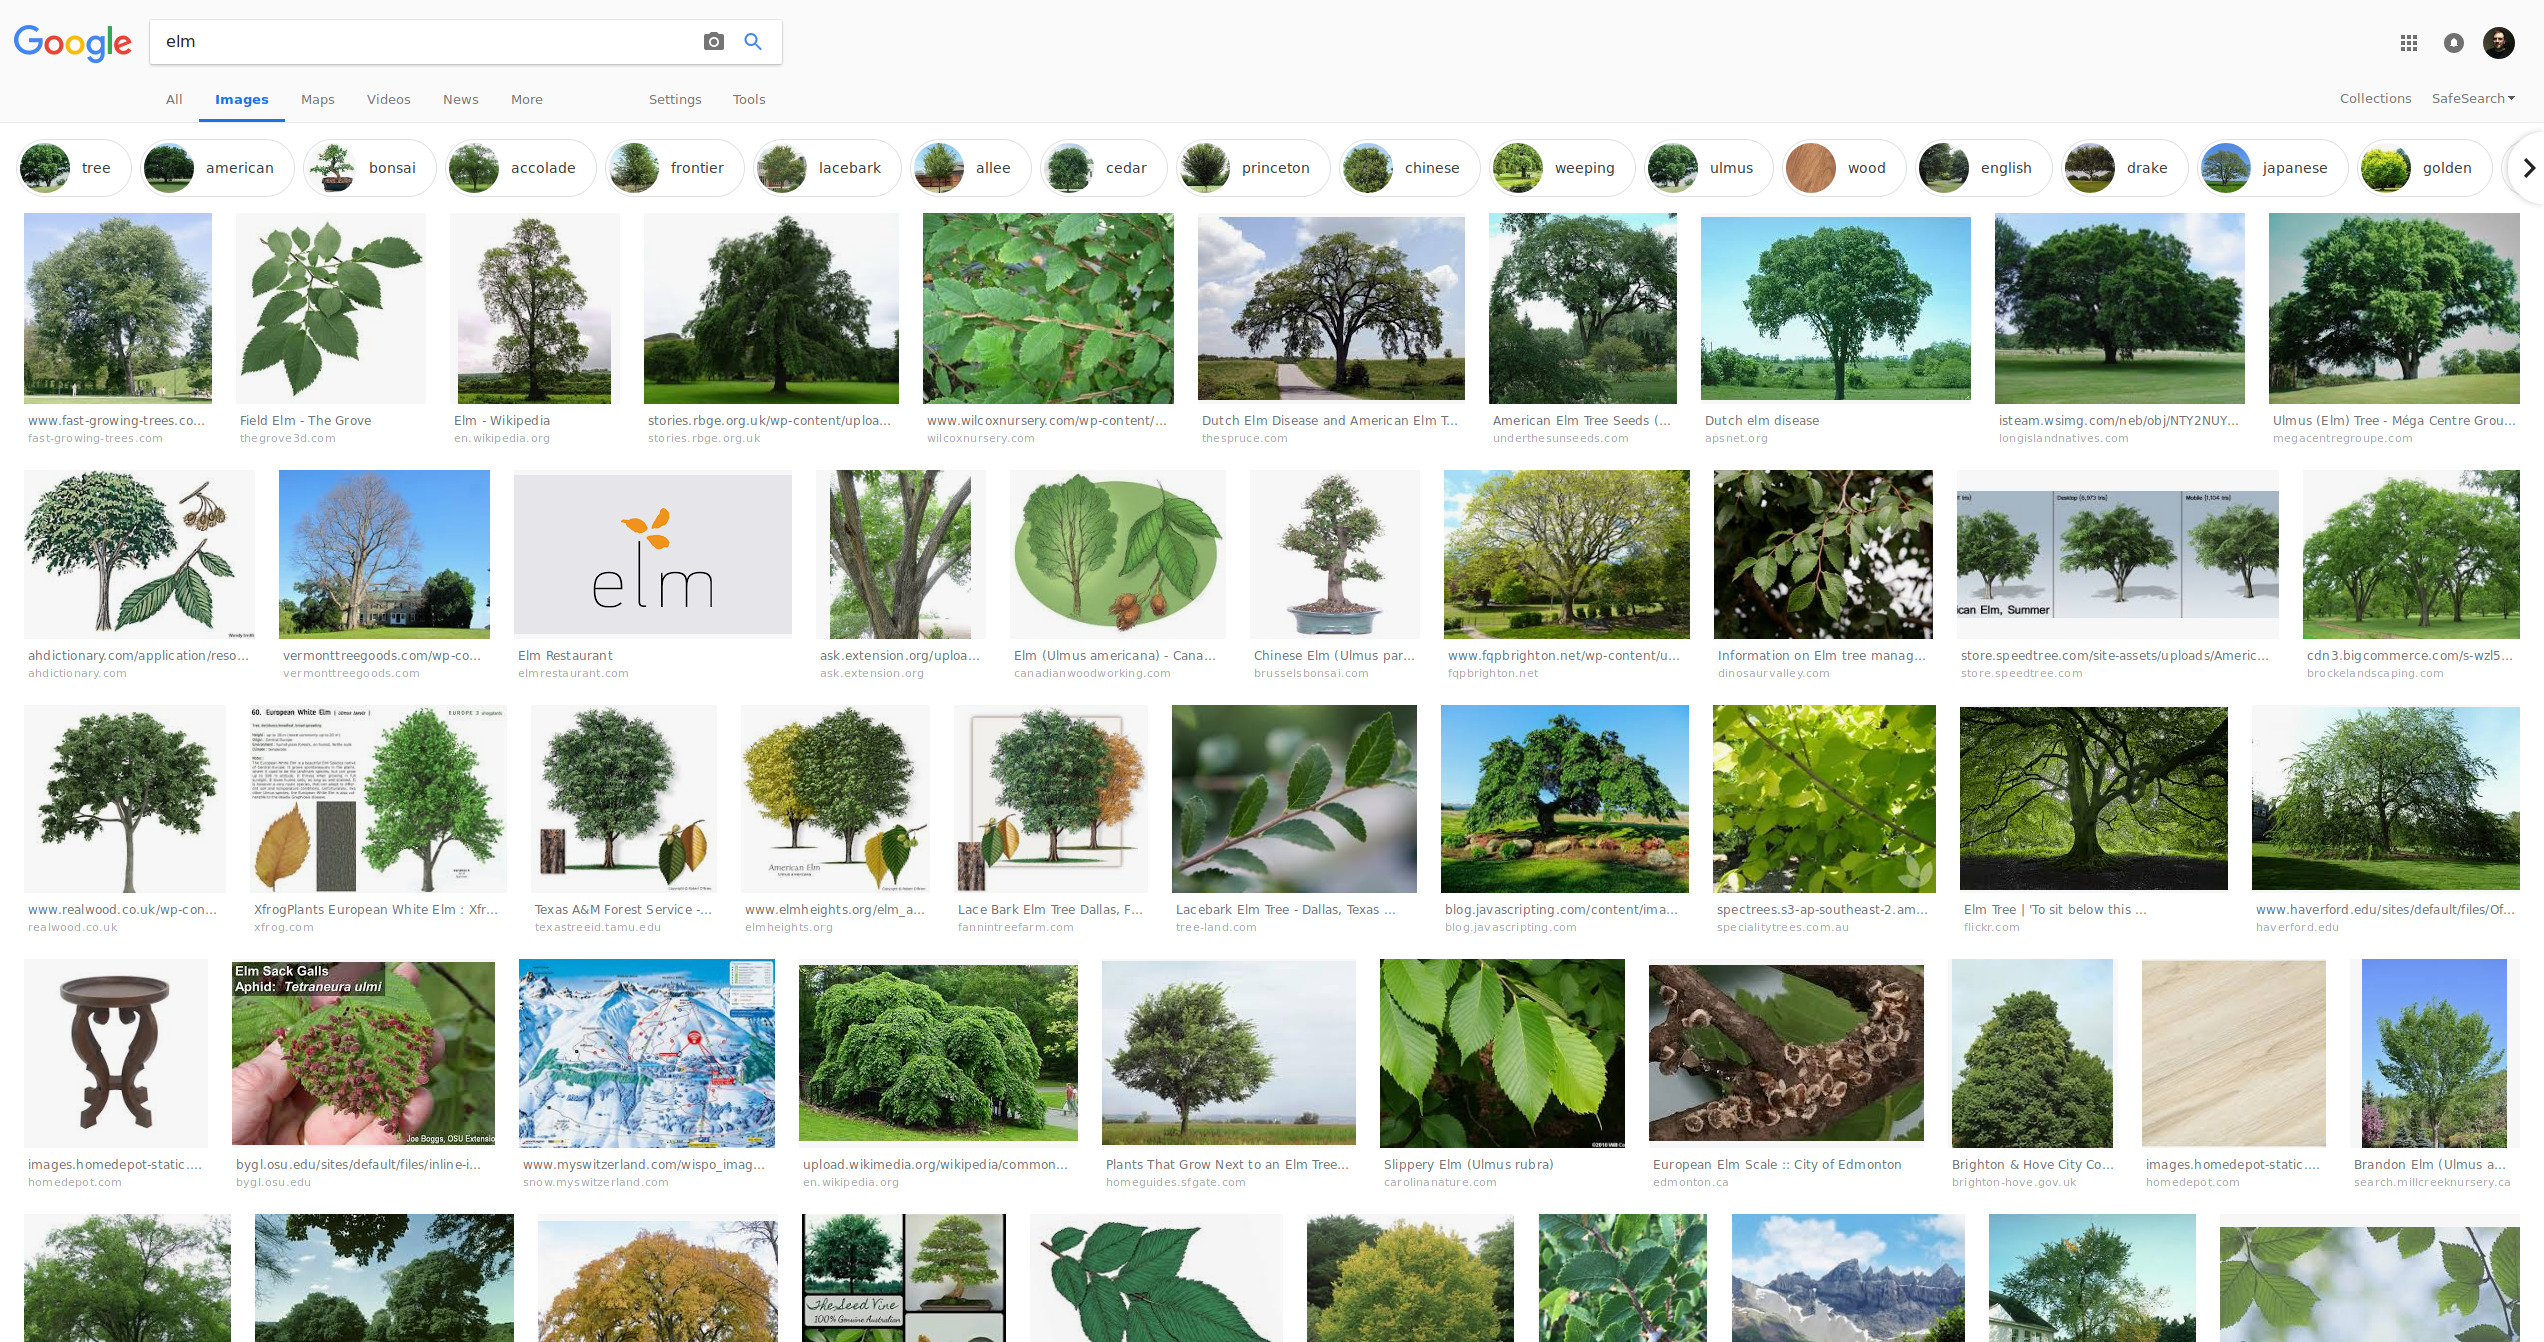 Google
elm
All Images Maps Videos News More Settings Tools
Collections SafeSearch
tree american bonsai accolade frontier lacebark allee cedar princeton chinese weeping ulmus wood english drake japanese golden
www.fast-growing-trees.co... Field Elm - The Grove Elm - Wikipedia stories.rbge.org.uk/wp-content/uploa... www.wilcoxnursery.com/wp-content/... Dutch Elm Disease and American Elm T... American Elm Tree Seeds (... Dutch elm disease isteam.wsimg.com/neb/obj/NTY2NUY... Ulmus (Elm) Tree - Méga Centre Grou...
fast-growing-trees.com thegrove3d.com en.wikipedia.org stories.rbge.org.uk wilcoxnursery.com thespruce.com underthesunseeds.com apsnet.org longislandnatives.com megacentregroupe.com
elm
Desktop (6,973 tris) Mobile (1,104 tris)
ican Elm, Summer
Wendy Smith
ahdictionary.com/application/reso... vermonttreegoods.com/wp-co... Elm Restaurant ask.extension.org/uploa... Elm (Ulmus americana) - Cana... Chinese Elm (Ulmus par... www.fqpbrighton.net/wp-content/u... Information on Elm tree manag... store.speedtree.com/site-assets/uploads/Americ... cdn3.bigcommerce.com/s-wzl5...
ahdictionary.com vermonttreegoods.com elmrestaurant.com ask.extension.org canadianwoodworking.com brusselsbonsai.com fqpbrighton.net dinosaurvalley.com store.speedtree.com brockelandscaping.com
60. European White Elm
EUROPE 2
American Elm
www.realwood.co.uk/wp-con... XfrogPlants European White Elm : Xfr... Texas A&M Forest Service -... www.elmheights.org/elm_a... Lace Bark Elm Tree Dallas, F... Lacebark Elm Tree - Dallas, Texas ... blog.javascripting.com/content/ima... spectrees.s3-ap-southeast-2.am... Elm Tree | 'To sit below this ... www.haverford.edu/sites/default/files/Of...
realwood.co.uk xfrog.com texastreeid.tamu.edu elmheights.org fannintreefarm.com tree-land.com blog.javascripting.com specialitytrees.com.au flickr.com haverford.edu
Elm Sack Galls
Aphid: Tetraneura ulmi
Joe Boggs, OSU Extensio
images.homedepot-static.... bygl.osu.edu/sites/default/files/inline-i... www.myswitzerland.com/wispo_imag... upload.wikimedia.org/wikipedia/common... Plants That Grow Next to an Elm Tree... Slippery Elm (Ulmus rubra) European Elm Scale :: City of Edmonton Brighton & Hove City Co... images.homedepot-static.... Brandon Elm (Ulmus a...
homedepot.com bygl.osu.edu snow.myswitzerland.com en.wikipedia.org homeguides.sfgate.com carolinanature.com edmonton.ca brighton-hove.gov.uk homedepot.com search.millcreeknursery.ca
The Seed Vine
100% Genuine Australian